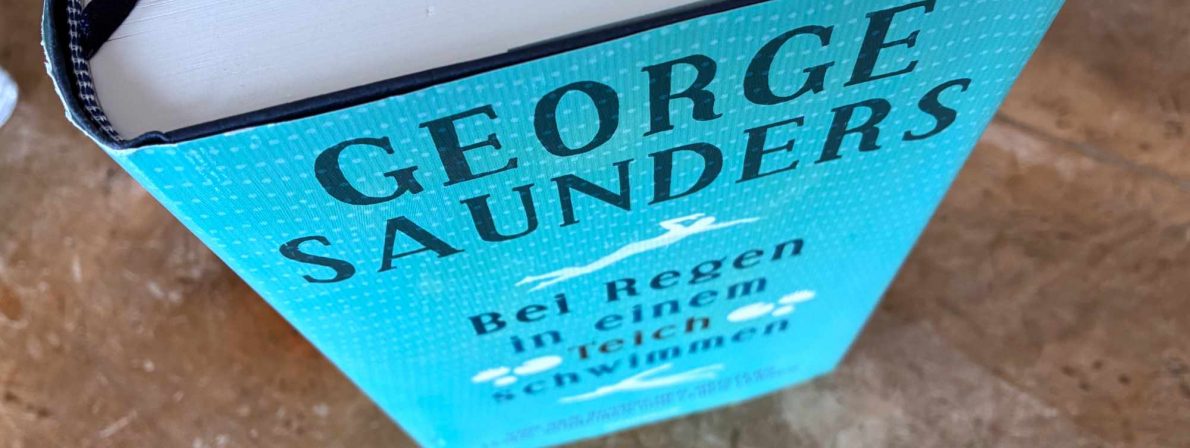 GEORGE
SAUNDERS
Bei Regen
in einem
Teich
schwimmen